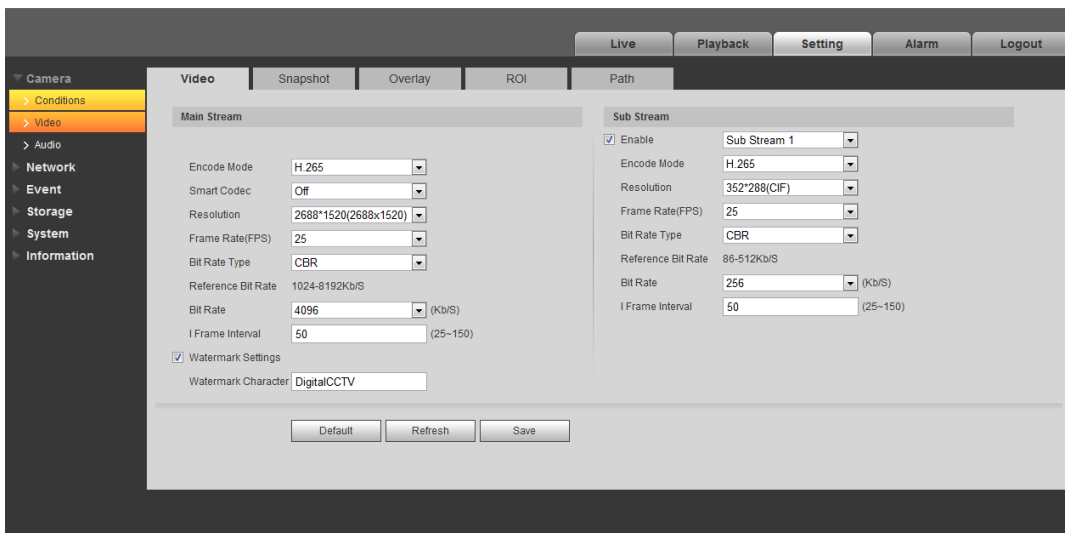 Live Playback Setting Alarm Logout
Camera
Conditions
Video
Audio
Network
Event
Storage
System
Information
Video Snapshot Overlay ROI Path
Main Stream
Encode Mode H.265
Smart Codec Off
Resolution 2688*1520(2688x1520)
Frame Rate(FPS) 25
Bit Rate Type CBR
Reference Bit Rate 1024-8192Kb/S
Bit Rate 4096 (Kb/S)
I Frame Interval 50 (25~150)
Watermark Settings
Watermark Character DigitalCCTV
Sub Stream
Enable Sub Stream 1
Encode Mode H.265
Resolution 352*288(CIF)
Frame Rate(FPS) 25
Bit Rate Type CBR
Reference Bit Rate 86-512Kb/S
Bit Rate 256 (Kb/S)
I Frame Interval 50 (25~150)
Default Refresh Save